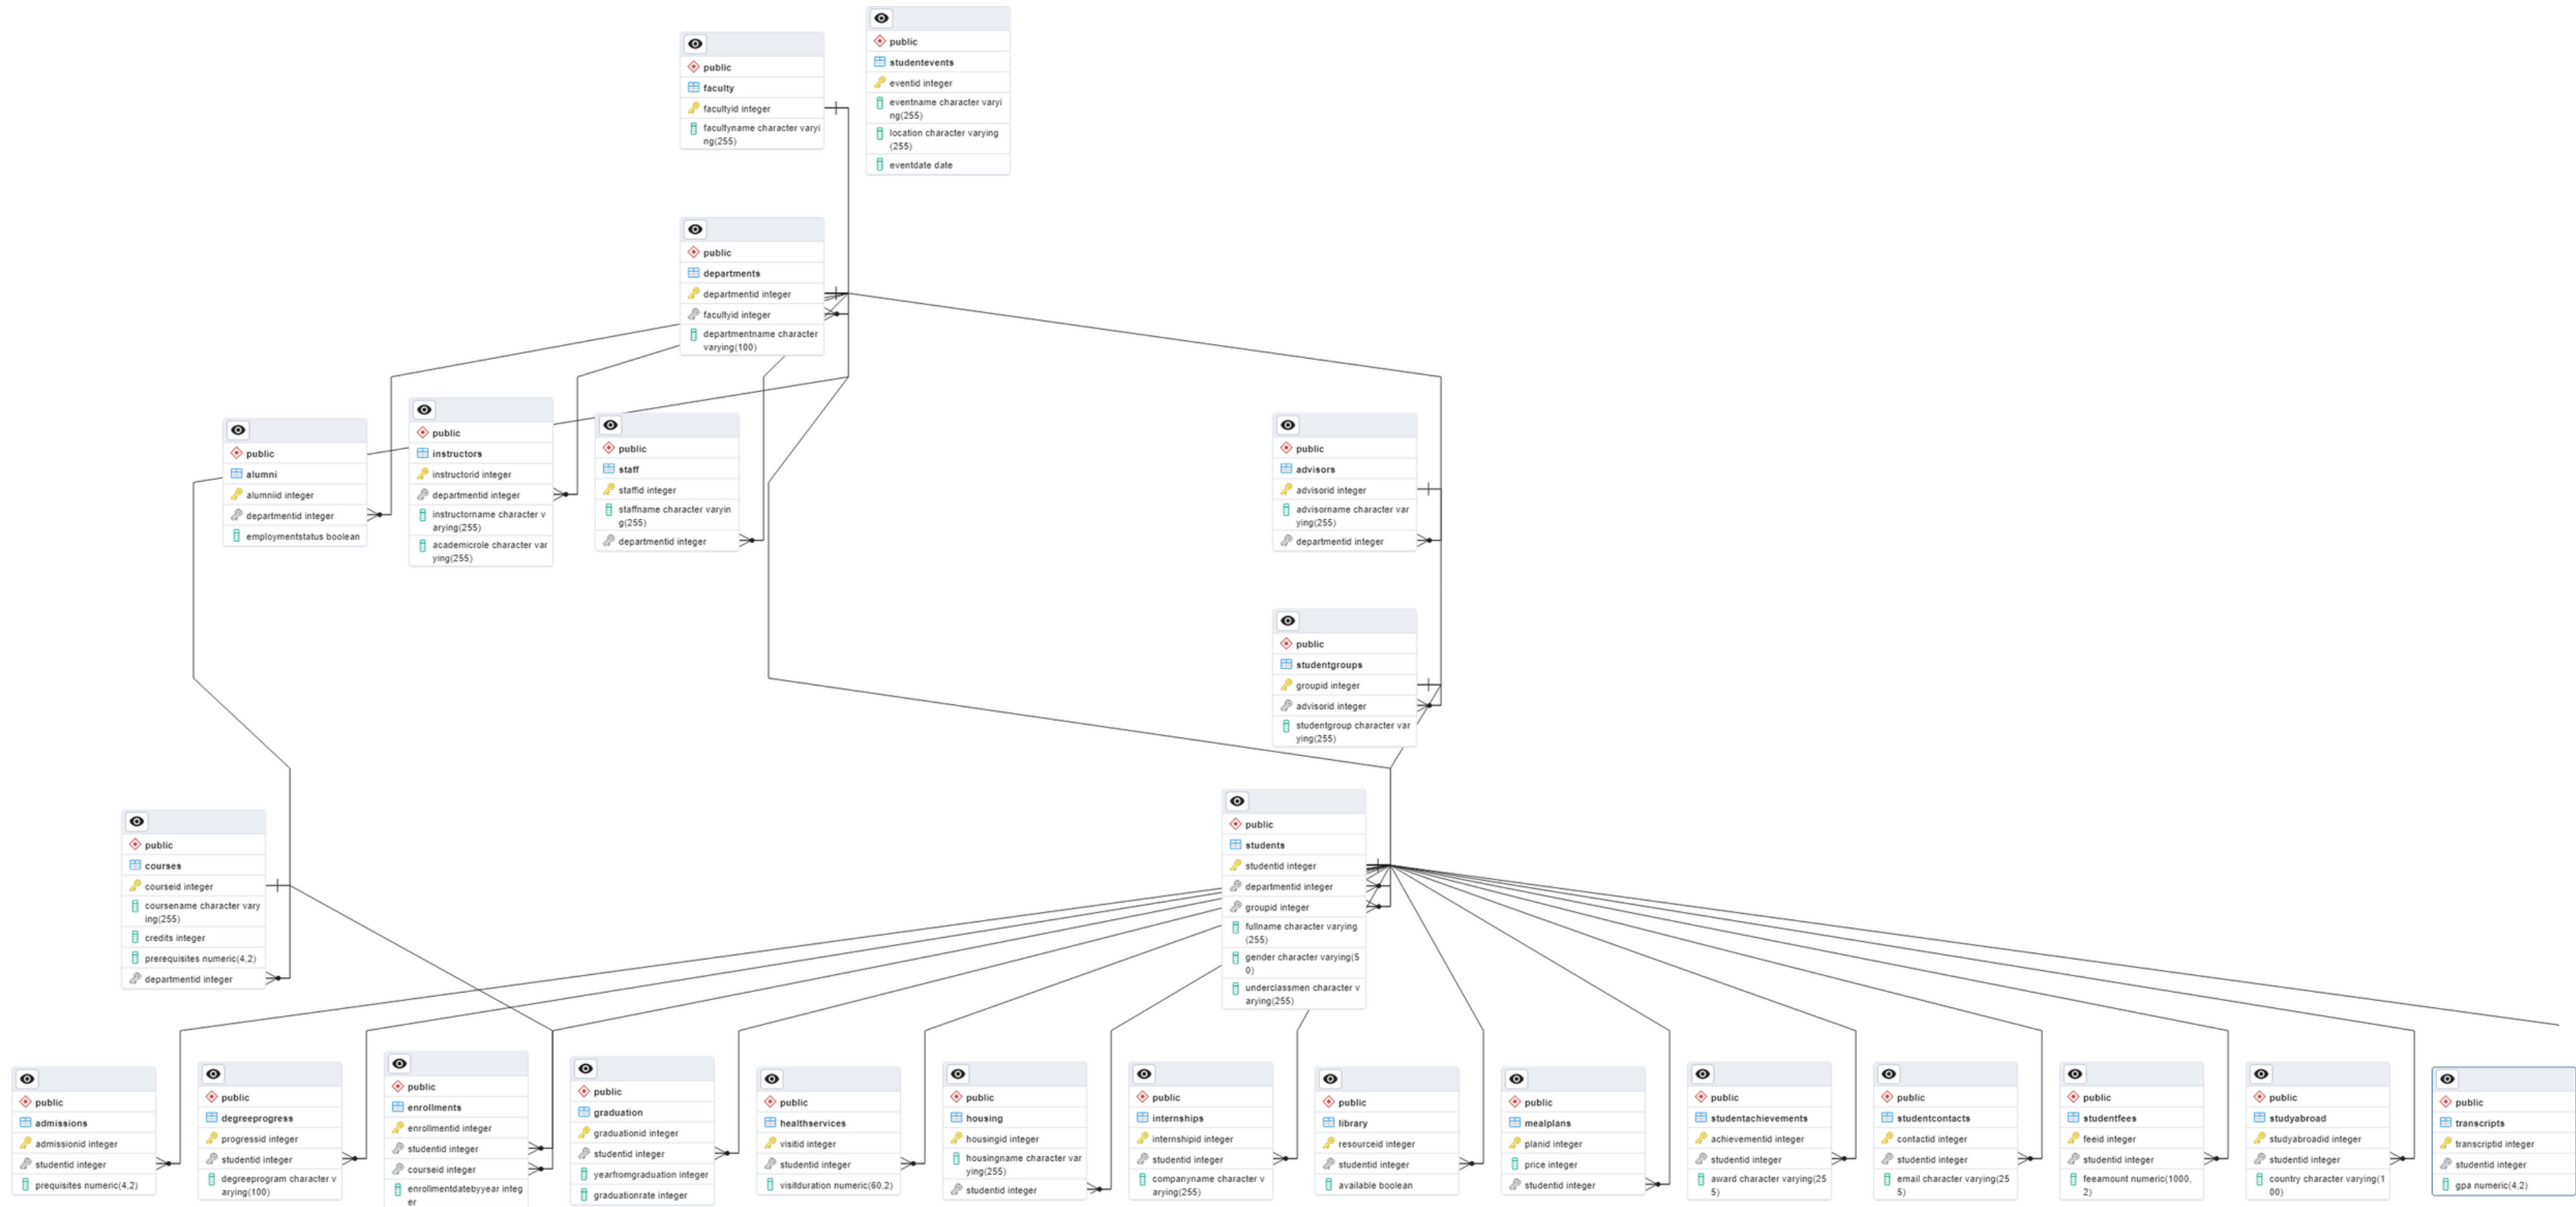 public
faculty
facultyid integer
facultyname character varyi
ng(255)
public
studentevents
eventid integer
eventname character varyi
ng(255)
location character varying
(255)
eventdate date
public
departments
departmentid integer
facultyid integer
departmentname character
varying(100)
public
alumni
alumniid integer
departmentid integer
employmentstatus boolean
public
instructors
instructorid integer
departmentid integer
instructorname character v
arying(255)
academicrole character var
ying(255)
public
staff
staffid integer
staffname character varyin
g(255)
departmentid integer
public
advisors
advisorid integer
advisorname character var
ying(255)
departmentid integer
public
studentgroups
groupid integer
advisorid integer
studentgroup character var
ying(255)
public
courses
courseid integer
coursename character vary
ing(255)
credits integer
prerequisites numeric(4,2)
departmentid integer
public
students
studentid integer
departmentid integer
groupid integer
fullname character varying
(255)
gender character varying(5
0)
underclassmen character v
arying(255)
public
admissions
admissionid integer
studentid integer
prequisites numeric(4,2)
public
degreeprogress
progressid integer
studentid integer
degreeprogram character v
arying(100)
public
enrollments
enrollmentid integer
studentid integer
courseid integer
enrollmentdatebyyear integ
er
public
graduation
graduationid integer
studentid integer
yearfromgraduation integer
graduationrate integer
public
healthservices
visitid integer
studentid integer
visitduration numeric(60,2)
public
housing
housingid integer
housingname character var
ying(255)
studentid integer
public
internships
internshipid integer
studentid integer
companyname character v
arying(255)
public
library
resourceid integer
studentid integer
available boolean
public
mealplans
planid integer
price integer
studentid integer
public
studentachievements
achievementid integer
studentid integer
award character varying(25
5)
public
studentcontacts
contactid integer
studentid integer
email character varying(25
5)
public
studentfees
feeid integer
studentid integer
feeamount numeric(1000,
2)
public
studyabroad
studyabroadid integer
studentid integer
country character varying(1
00)
public
transcripts
transcriptid integer
studentid integer
gpa numeric(4,2)